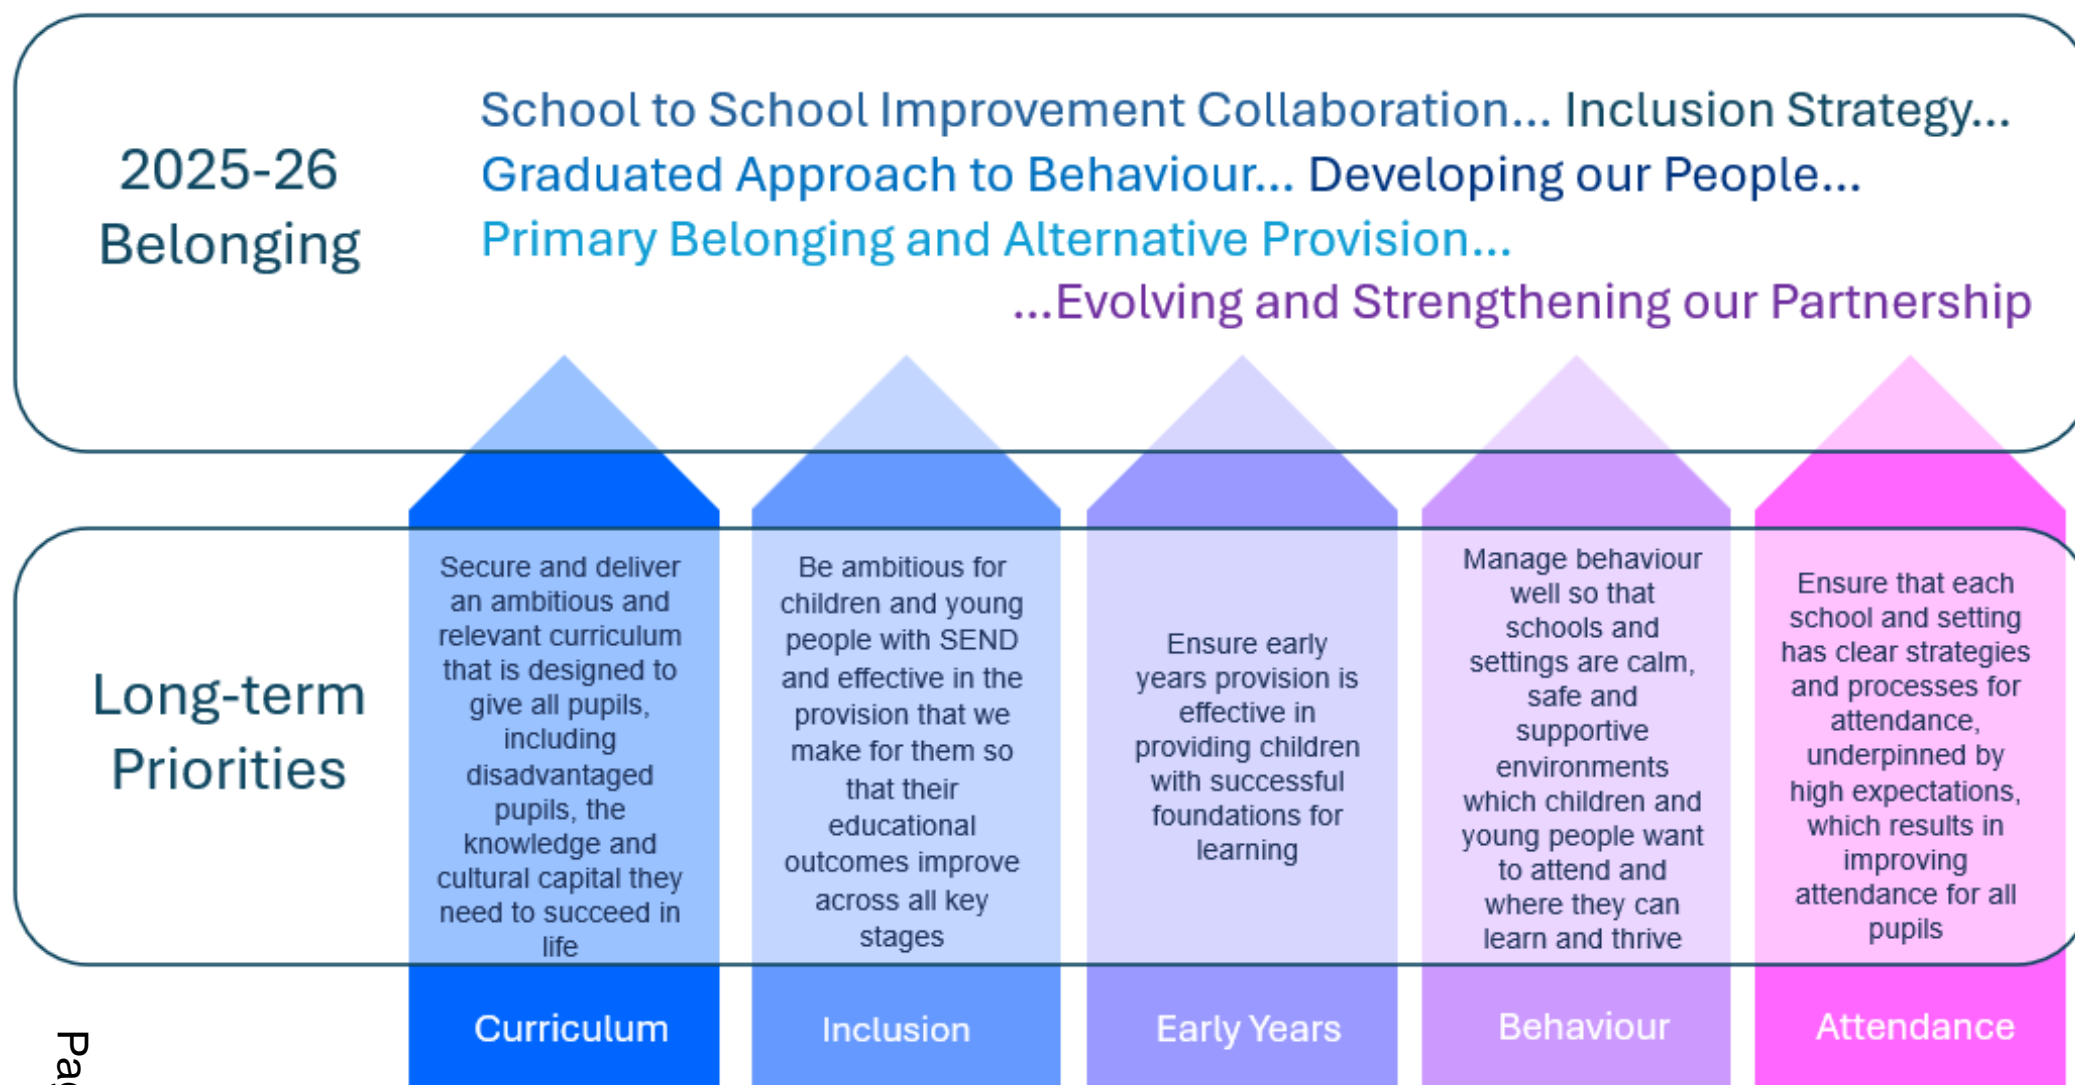 2025-26
Belonging
School to School Improvement Collaboration... Inclusion Strategy...
Graduated Approach to Behaviour... Developing our People...
Primary Belonging and Alternative Provision...
...Evolving and Strengthening our Partnership
Long-term
Priorities
Secure and deliver
an ambitious and
relevant curriculum
that is designed to
give all pupils,
including
disadvantaged
pupils, the
knowledge and
cultural capital they
need to succeed in
life
Be ambitious for
children and young
people with SEND
and effective in the
provision that we
make for them so
that their
educational
outcomes improve
across all key
stages
Ensure early
years provision is
effective in
providing children
with successful
foundations for
learning
Manage behaviour
well so that
schools and
settings are calm,
safe and
supportive
environments
which children and
young people want
to attend and
where they can
learn and thrive
Ensure that each
school and setting
has clear strategies
and processes for
attendance,
underpinned by
high expectations,
which results in
improving
attendance for all
pupils
Curriculum
Inclusion
Early Years
Behaviour
Attendance